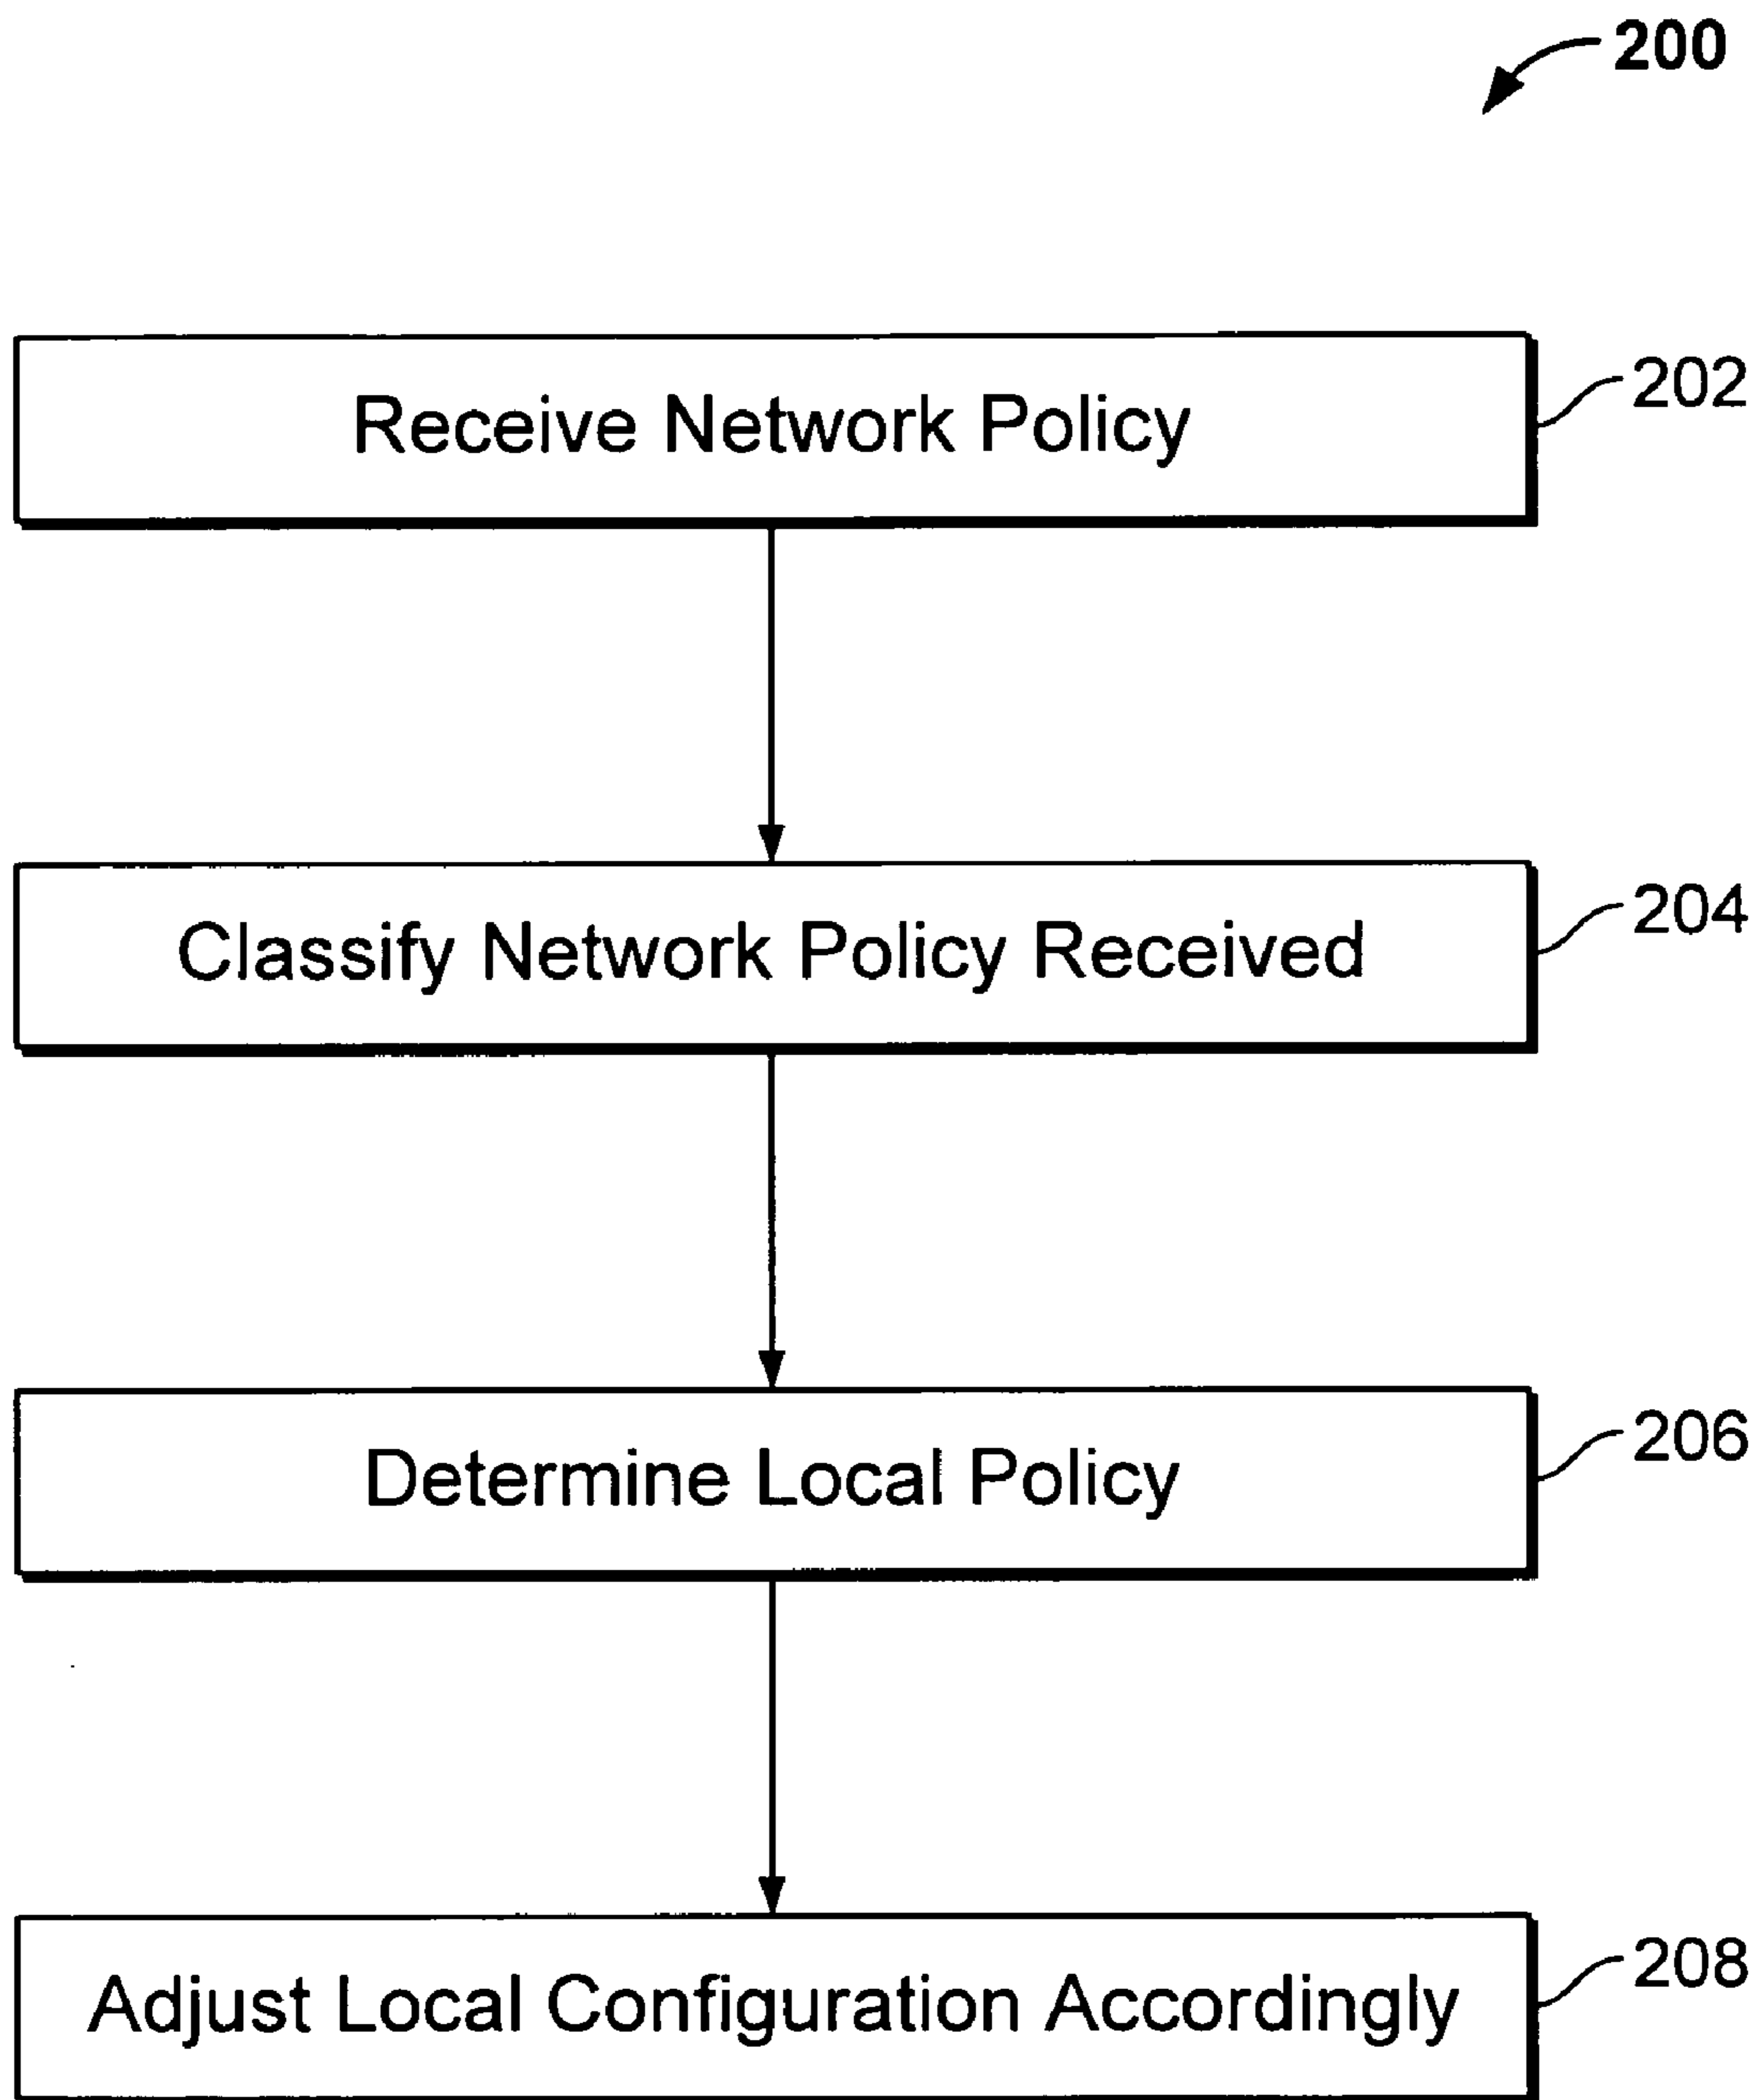 200
Receive Network Policy
202
Classify Network Policy Received
204
Determine Local Policy
206
Adjust Local Configuration Accordingly
208